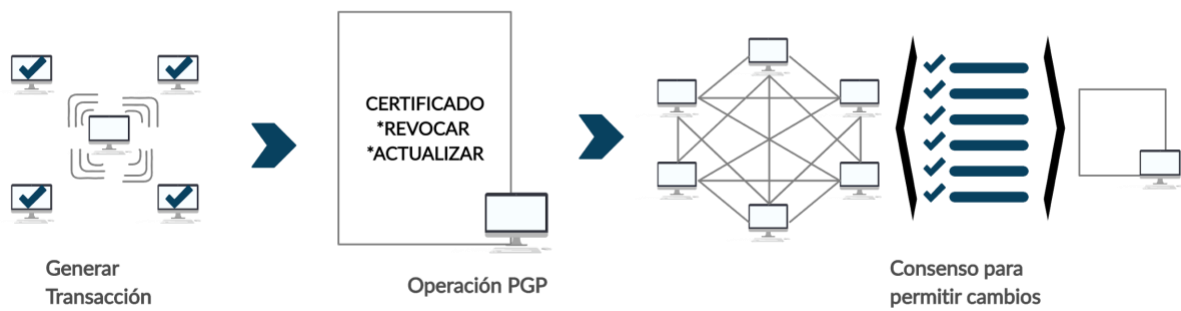 CERTIFICADO
*REVOCAR
*ACTUALIZAR
Generar
Transacción
Operación PGP
Consenso para
permitir cambios